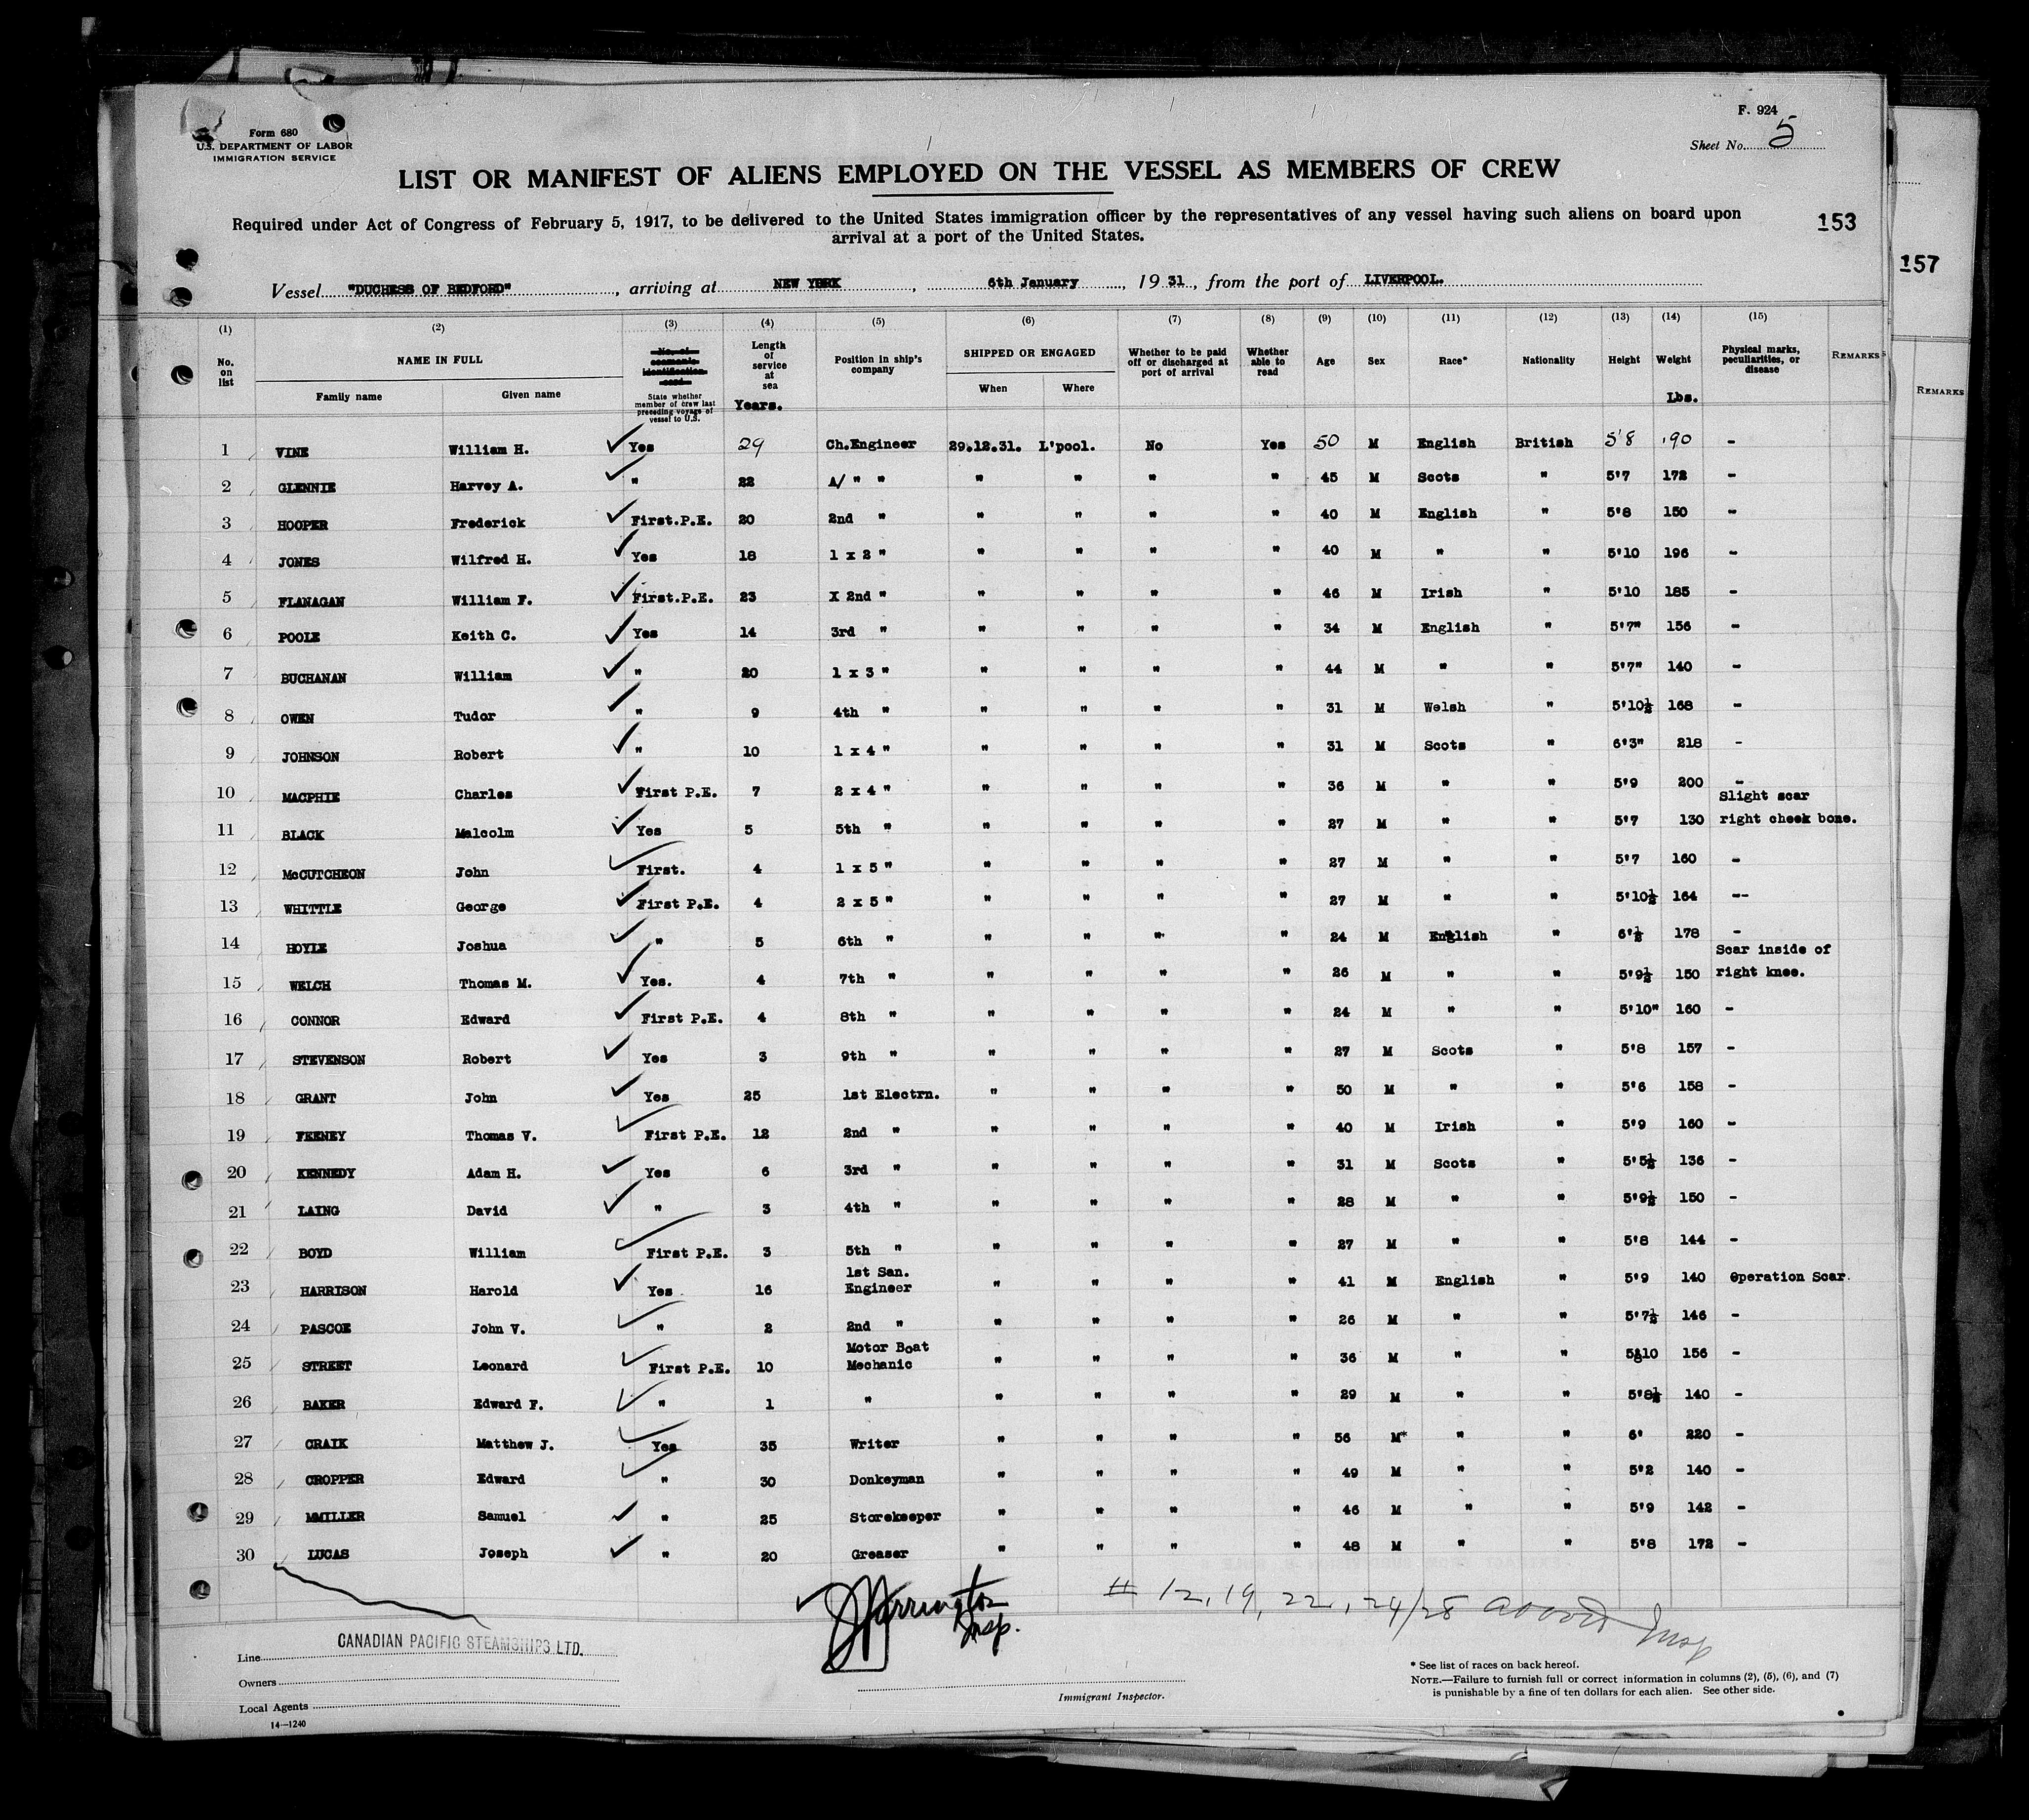 F. 924
Form 680
U.S. DEPARTMENT OF LABOR
IMMIGRATION SERVICE
Sheet No. 5
LIST OR MANIFEST OF ALIENS EMPLOYED ON THE VESSEL AS MEMBERS OF CREW
Required under Act of Congress of February 5, 1917, to be delivered to the United States immigration officer by the representatives of any vessel having such aliens on board upon
arrival at a port of the United States.
153
157
Vessel "DUCHESS OF BEDFORD", arriving at NEW YORK, 6th January, 1931, from the port of LIVERPOOL.
(1) (2) (3) (4) (5) (6) (7) (8) (9) (10) (11) (12) (13) (14) (15)
No. on list NAME IN FULL Family name Given name No. of seaman's identification card State whether member of crew last preceding voyage of vessel to U.S. Length of service at sea Years. Position in ship's company SHIPPED OR ENGAGED When Where Whether to be paid off or discharged at port of arrival Whether able to read Age Sex Race* Nationality Height Weight Lbs. Physical marks, peculiarities, or disease REMARKS
REMARKS
1 VINE William H. Yes 29 Ch.Engineer 29.12.31. L'pool. No Yes 50 M English British 5'8 190 -
2 GLENNIE Harvey A. " 22 A/ " " " " " " 45 M Scots " 5'7 172 -
3 HOOPER Frederick First.P.E. 20 2nd " " " " " 40 M English " 5'8 150 -
4 JONES Wilfred H. Yes 18 1 x 2 " " " " " 40 M " " 5'10 196 -
5 FLANAGAN William F. First.P.E. 23 X 2nd " " " " " 46 M Irish " 5'10 185 -
6 POOLE Keith C. Yes 14 3rd " " " " " 34 M English " 5'7" 156 -
7 BUCHANAN William " 20 1 x 3 " " " " " 44 M " " 5'7" 140 -
8 OWEN Tudor " 9 4th " " " " " 31 M Welsh " 5'10½ 168 -
9 JOHNSON Robert " 10 1 x 4 " " " " " 31 M Scots " 6'3" 218 -
10 MACPHIE Charles First P.E. 7 2 x 4 " " " " " 36 M " " 5'9 200 -
11 BLACK Malcolm Yes 5 5th " " " " " 27 M " " 5'7 130 Slight scar right cheek bone.
12 McCUTCHEON John First. 4 1 x 5 " " " " " 27 M " " 5'7 160 -
13 WHITTLE George First P.E. 4 2 x 5 " " " " " 27 M " " 5'10½ 164 --
14 HOYLE Joshua " 5 6th " " " " " 24 M English " 6'½ 178 -
15 WELCH Thomas M. Yes. 4 7th " " " " " 26 M " " 5'9½ 150 Scar inside of right knee.
16 CONNOR Edward First P.E. 4 8th " " " " " 24 M " " 5'10" 160 -
17 STEVENSON Robert Yes 3 9th " " " " " 27 M Scots " 5'8 157 -
18 GRANT John Yes 25 1st Electrn. " " " " 50 M " " 5'6 158 -
19 FEENEY Thomas V. First P.E. 12 2nd " " " " " 40 M Irish " 5'9 160 -
20 KENNEDY Adam H. Yes 6 3rd " " " " " 31 M Scots " 5'5½ 136 -
21 LAING David " 3 4th " " " " " 28 M " " 5'9½ 150 -
22 BOYD William First P.E. 3 5th " " " " " 27 M " " 5'8 144 -
23 HARRISON Harold Yes 16 1st San. Engineer " " " " 41 M English " 5'9 140 Operation Scar.
24 PASCOE John V. " 2 2nd " " " " " 26 M " " 5'7½ 146 -
25 STREET Leonard First P.E. 10 Motor Boat Mechanic " " " " 36 M " " 5'10 156 -
26 BAKER Edward F. " 1 " " " " " 29 M " " 5'8½ 140 -
27 CRAIK Matthew J. Yes 35 Writer " " " " 56 M* " " 6' 220 -
28 CROPPER Edward " 30 Donkeyman " " " " 49 M " " 5'2 140 -
29 MMILLER Samuel " 25 Storekeeper " " " " 46 M " " 5'9 142 -
30 LUCAS Joseph " 20 Greaser " " " " 48 M " " 5'8 172 -
Harrington
Insp.
# 12, 19, 22, 24/28 above
Insp
Line CANADIAN PACIFIC STEAMSHIPS LTD.
Owners
Local Agents
14—1240
Immigrant Inspector.
* See list of races on back hereof.
NOTE.—Failure to furnish full or correct information in columns (2), (5), (6), and (7)
is punishable by a fine of ten dollars for each alien. See other side.